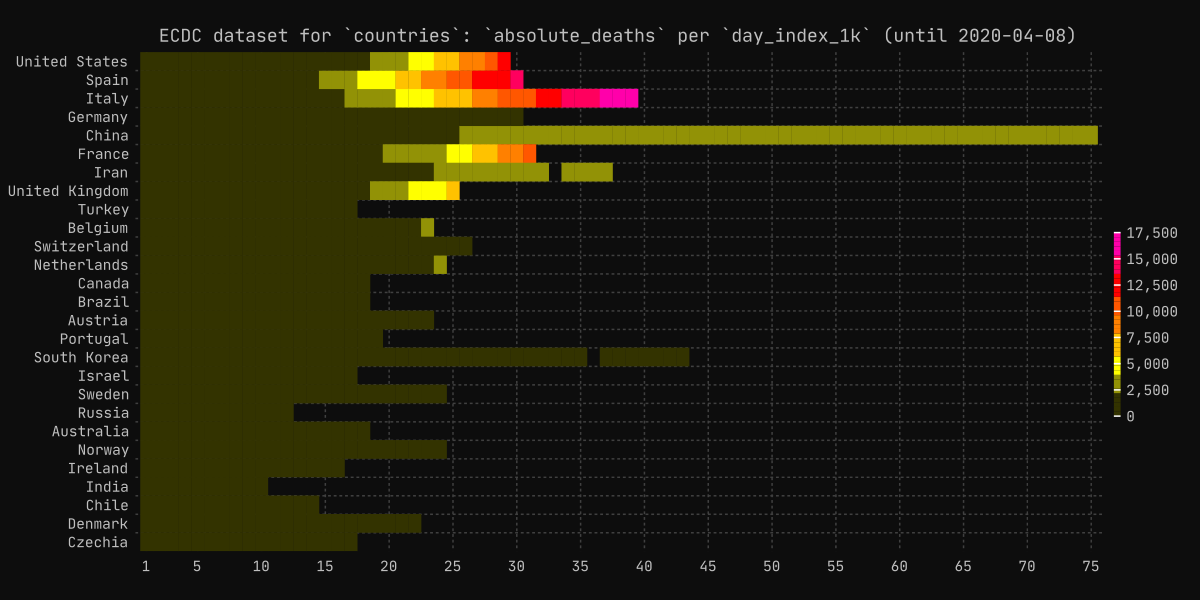 ECDC dataset for `countries`: `absolute_deaths` per `day_index_1k` (until 2020-04-08)
United States
Spain
Italy
Germany
China
France
Iran
United Kingdom
Turkey
Belgium
Switzerland
Netherlands
Canada
Brazil
Austria
Portugal
South Korea
Israel
Sweden
Russia
Australia
Norway
Ireland
India
Chile
Denmark
Czechia
1 5 10 15 20 25 30 35 40 45 50 55 60 65 70 75
17,500
15,000
12,500
10,000
7,500
5,000
2,500
0